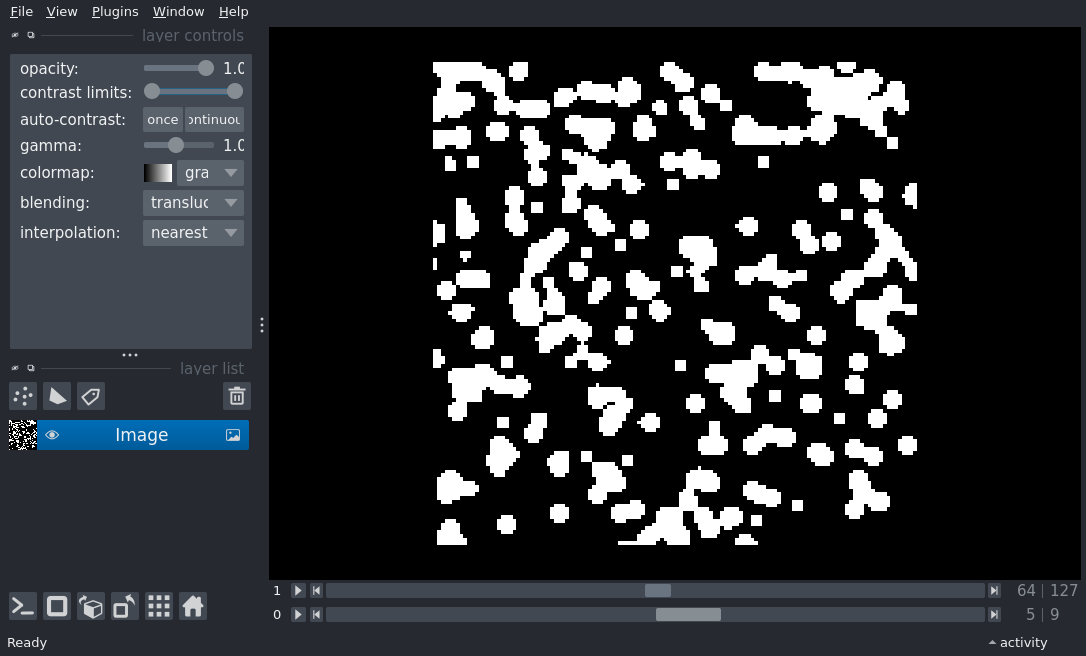 File View Plugins Window Help
layer controls
opacity: 1.0
contrast limits:
auto-contrast: once ontinuou
gamma: 1.0
colormap: gra
blending: transluc
interpolation: nearest
layer list
Image
1 64 | 127
0 5 | 9
Ready activity